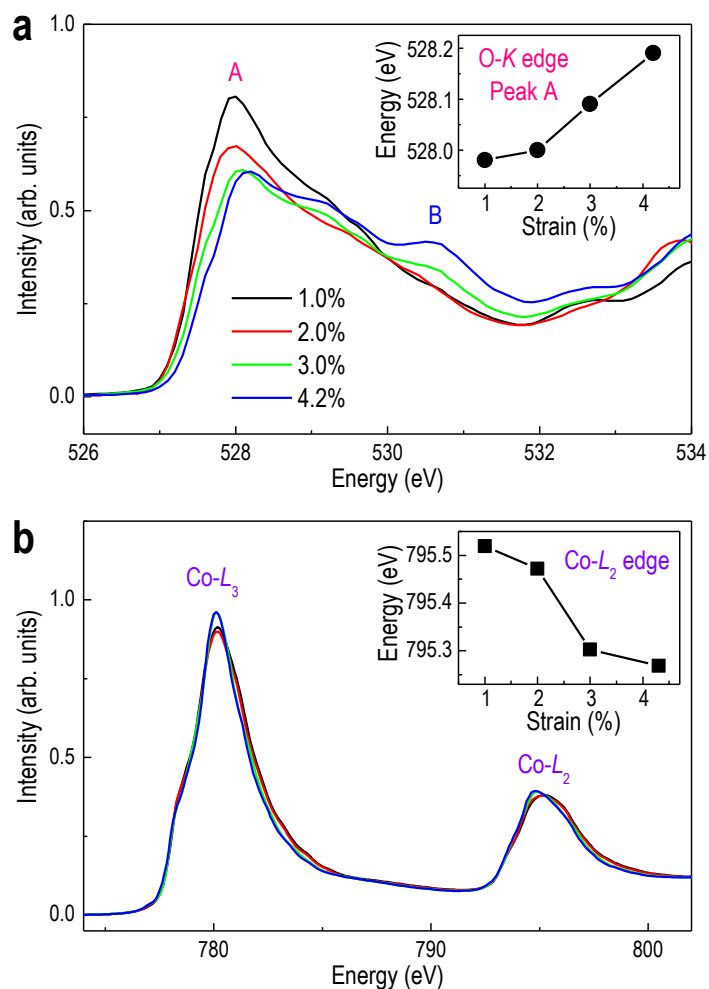 a
1.0
0.5
0.0
Intensity (arb. units)
A
B
1.0%
2.0%
3.0%
4.2%
526
528
530
532
534
Energy (eV)
528.2
528.1
528.0
Energy (eV)
O-K edge
Peak A
1
2
3
4
Strain (%)
b
1.0
0.5
0.0
Intensity (arb. units)
Co-L3
Co-L2
780
790
800
Energy (eV)
795.5
795.4
795.3
Energy (eV)
Co-L2 edge
1
2
3
4
Strain (%)